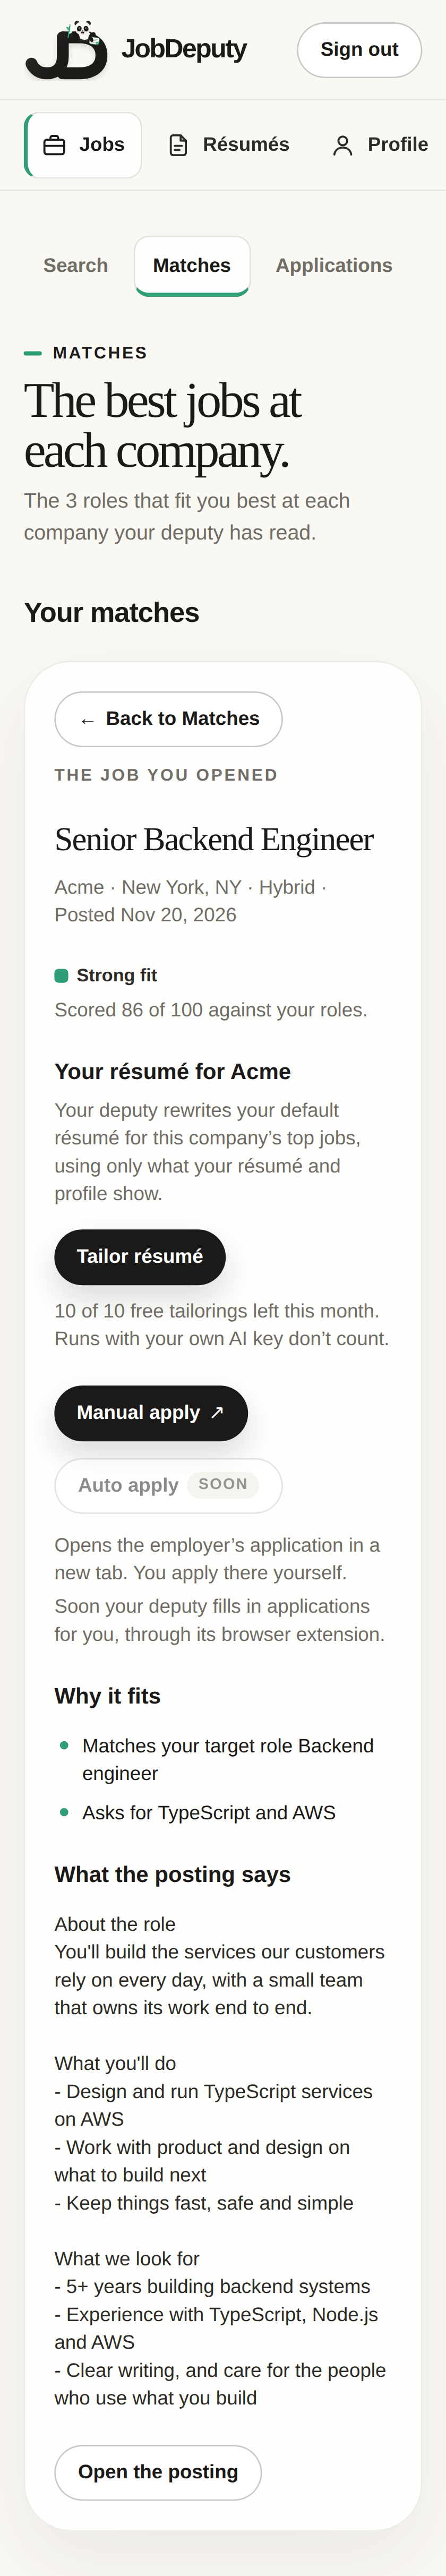 JobDeputy
Sign out
Jobs
Résumés
Profile
Search
Matches
Applications
MATCHES
The best jobs at
each company.
The 3 roles that fit you best at each
company your deputy has read.
Your matches
← Back to Matches
THE JOB YOU OPENED
Senior Backend Engineer
Acme · New York, NY · Hybrid ·
Posted Nov 20, 2026
Strong fit
Scored 86 of 100 against your roles.
Your résumé for Acme
Your deputy rewrites your default
résumé for this company’s top jobs,
using only what your résumé and
profile show.
Tailor résumé
10 of 10 free tailorings left this month.
Runs with your own AI key don’t count.
Manual apply ↗
Auto apply SOON
Opens the employer’s application in a
new tab. You apply there yourself.
Soon your deputy fills in applications
for you, through its browser extension.
Why it fits
Matches your target role Backend
engineer
Asks for TypeScript and AWS
What the posting says
About the role
You'll build the services our customers
rely on every day, with a small team
that owns its work end to end.
What you'll do
- Design and run TypeScript services
on AWS
- Work with product and design on
what to build next
- Keep things fast, safe and simple
What we look for
- 5+ years building backend systems
- Experience with TypeScript, Node.js
and AWS
- Clear writing, and care for the people
who use what you build
Open the posting